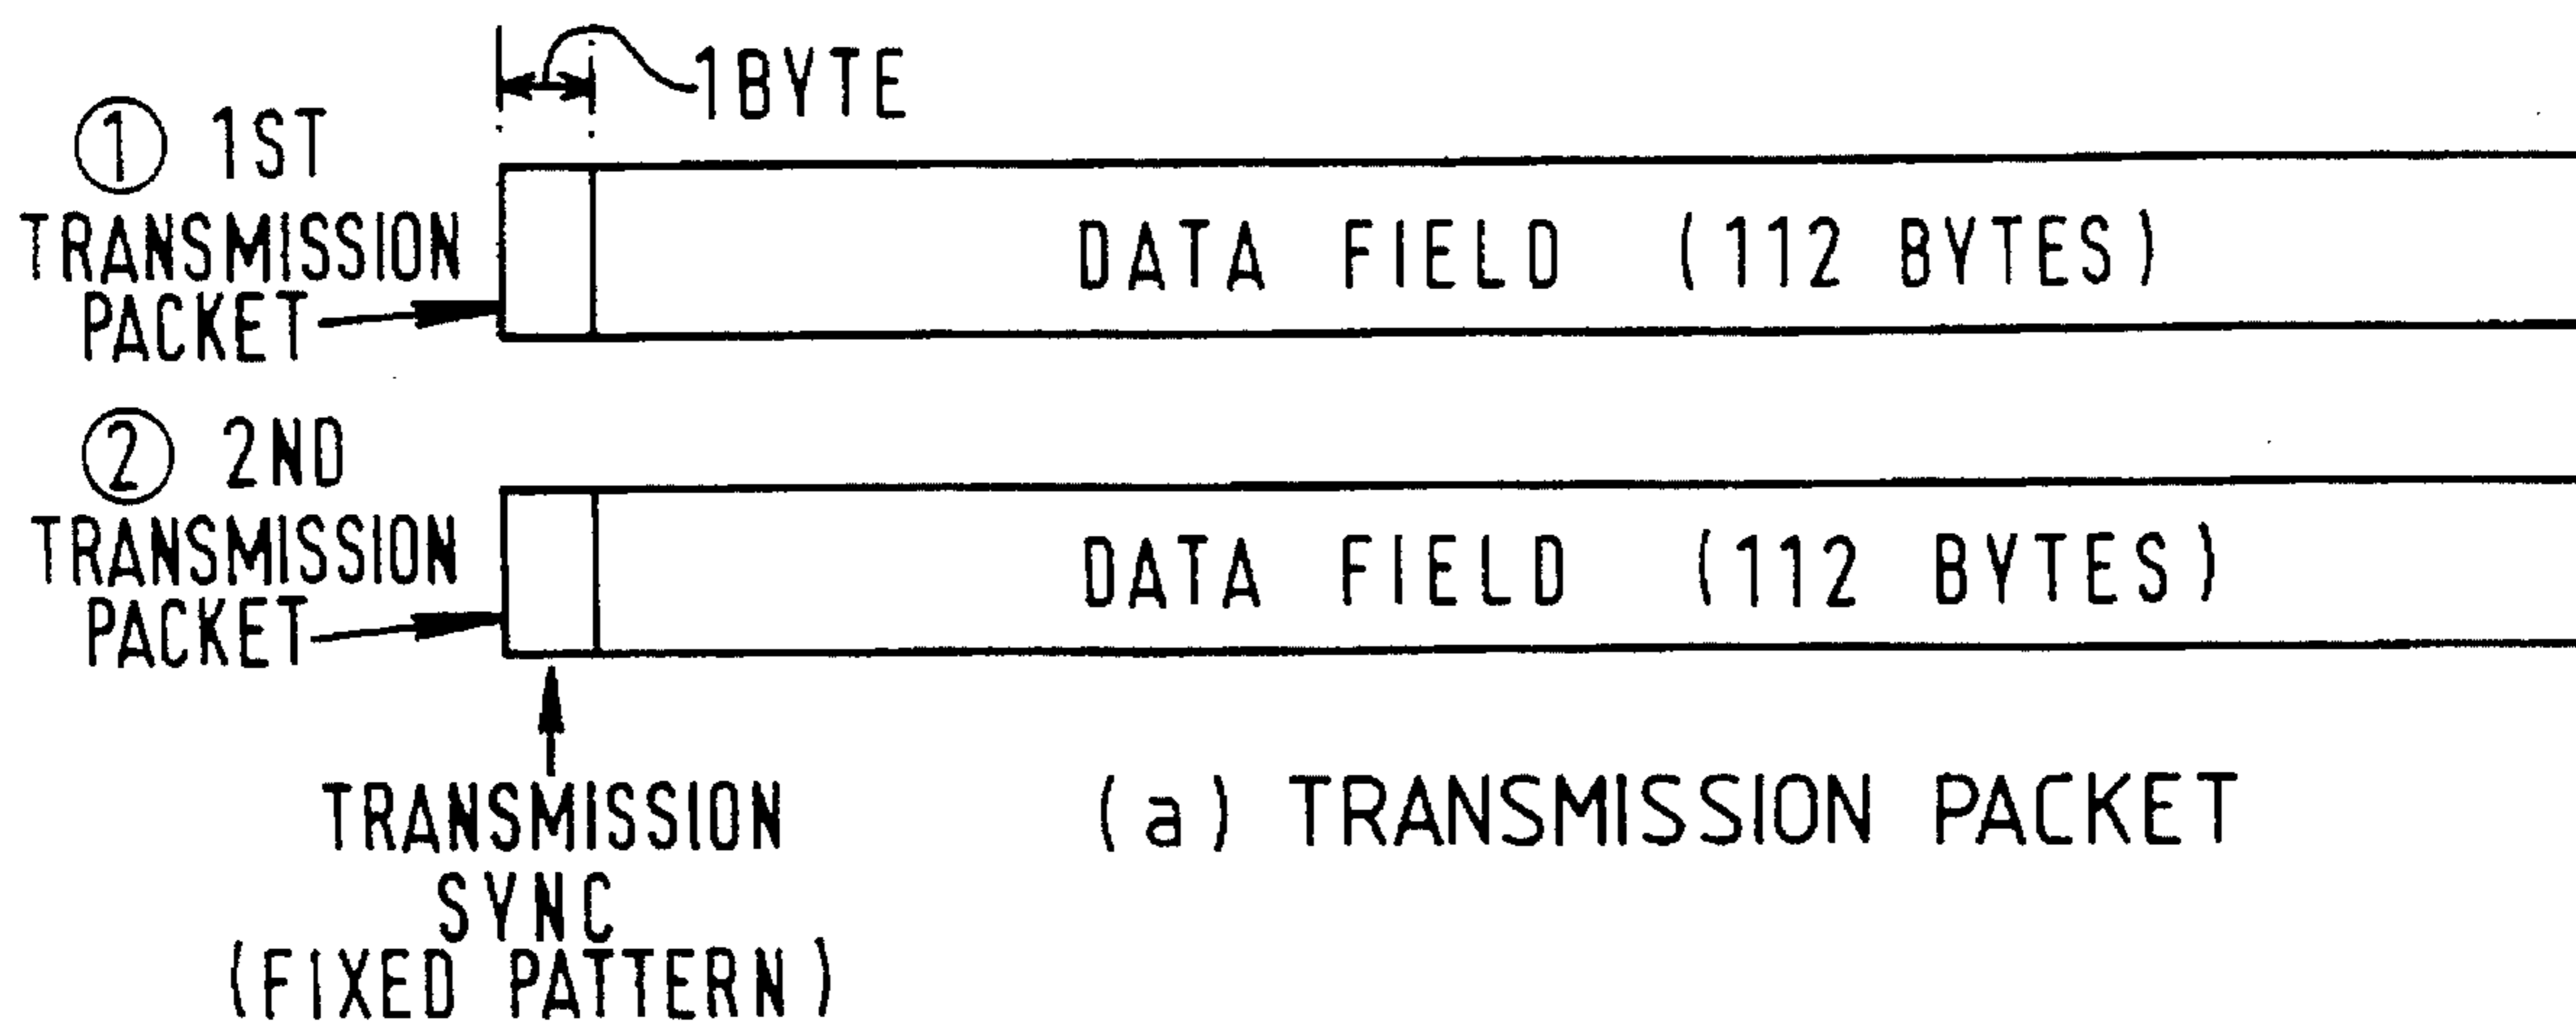 1BYTE
① 1ST
TRANSMISSION
PACKET
DATA FIELD (112 BYTES)
② 2ND
TRANSMISSION
PACKET
DATA FIELD (112 BYTES)
TRANSMISSION
SYNC
(FIXED PATTERN)
(a) TRANSMISSION PACKET